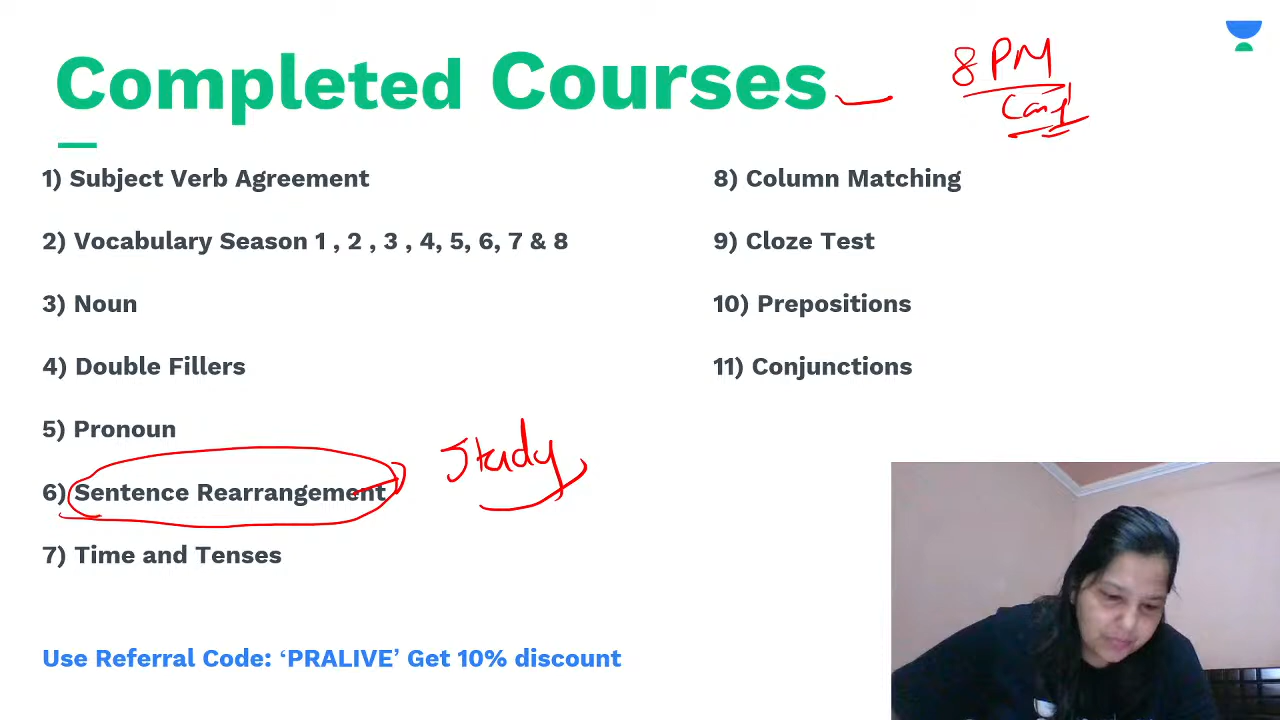 Completed Courses
8 PM
1) Subject Verb Agreement
2) Vocabulary Season 1 , 2 , 3 , 4, 5, 6, 7 & 8
3) Noun
4) Double Fillers
5) Pronoun
Study
6) Sentence Rearrangement
7) Time and Tenses
8) Column Matching
9) Cloze Test
10) Prepositions
11) Conjunctions
Use Referral Code: ‘PRALIVE’ Get 10% discount